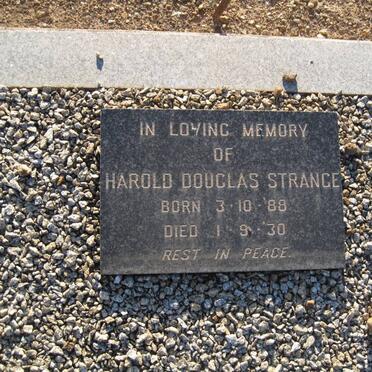 IN LOVING MEMORY
OF
HAROLD DOUGLAS STRANGE
BORN 3·10·'88
DIED 1·9·'30
REST IN PEACE.